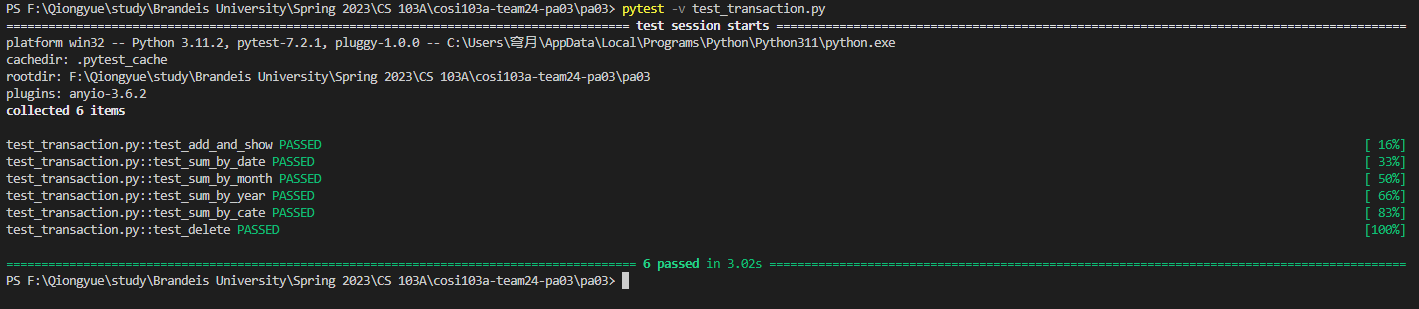 PS F:\Qiongyue\study\Brandeis University\Spring 2023\CS 103A\cosi103a-team24-pa03\pa03> pytest -v test_transaction.py
============================================================================================ test session starts ============================================================================================
platform win32 -- Python 3.11.2, pytest-7.2.1, pluggy-1.0.0 -- C:\Users\穹月\AppData\Local\Programs\Python\Python311\python.exe
cachedir: .pytest_cache
rootdir: F:\Qiongyue\study\Brandeis University\Spring 2023\CS 103A\cosi103a-team24-pa03\pa03
plugins: anyio-3.6.2
collected 6 items
test_transaction.py::test_add_and_show PASSED [ 16%]
test_transaction.py::test_sum_by_date PASSED [ 33%]
test_transaction.py::test_sum_by_month PASSED [ 50%]
test_transaction.py::test_sum_by_year PASSED [ 66%]
test_transaction.py::test_sum_by_cate PASSED [ 83%]
test_transaction.py::test_delete PASSED [100%]
============================================================================================= 6 passed in 3.02s =============================================================================================
PS F:\Qiongyue\study\Brandeis University\Spring 2023\CS 103A\cosi103a-team24-pa03\pa03>